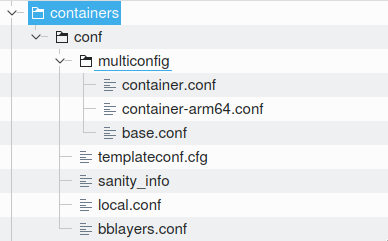 containers
conf
multiconfig
container.conf
container-arm64.conf
base.conf
templateconf.cfg
sanity_info
local.conf
bblayers.conf